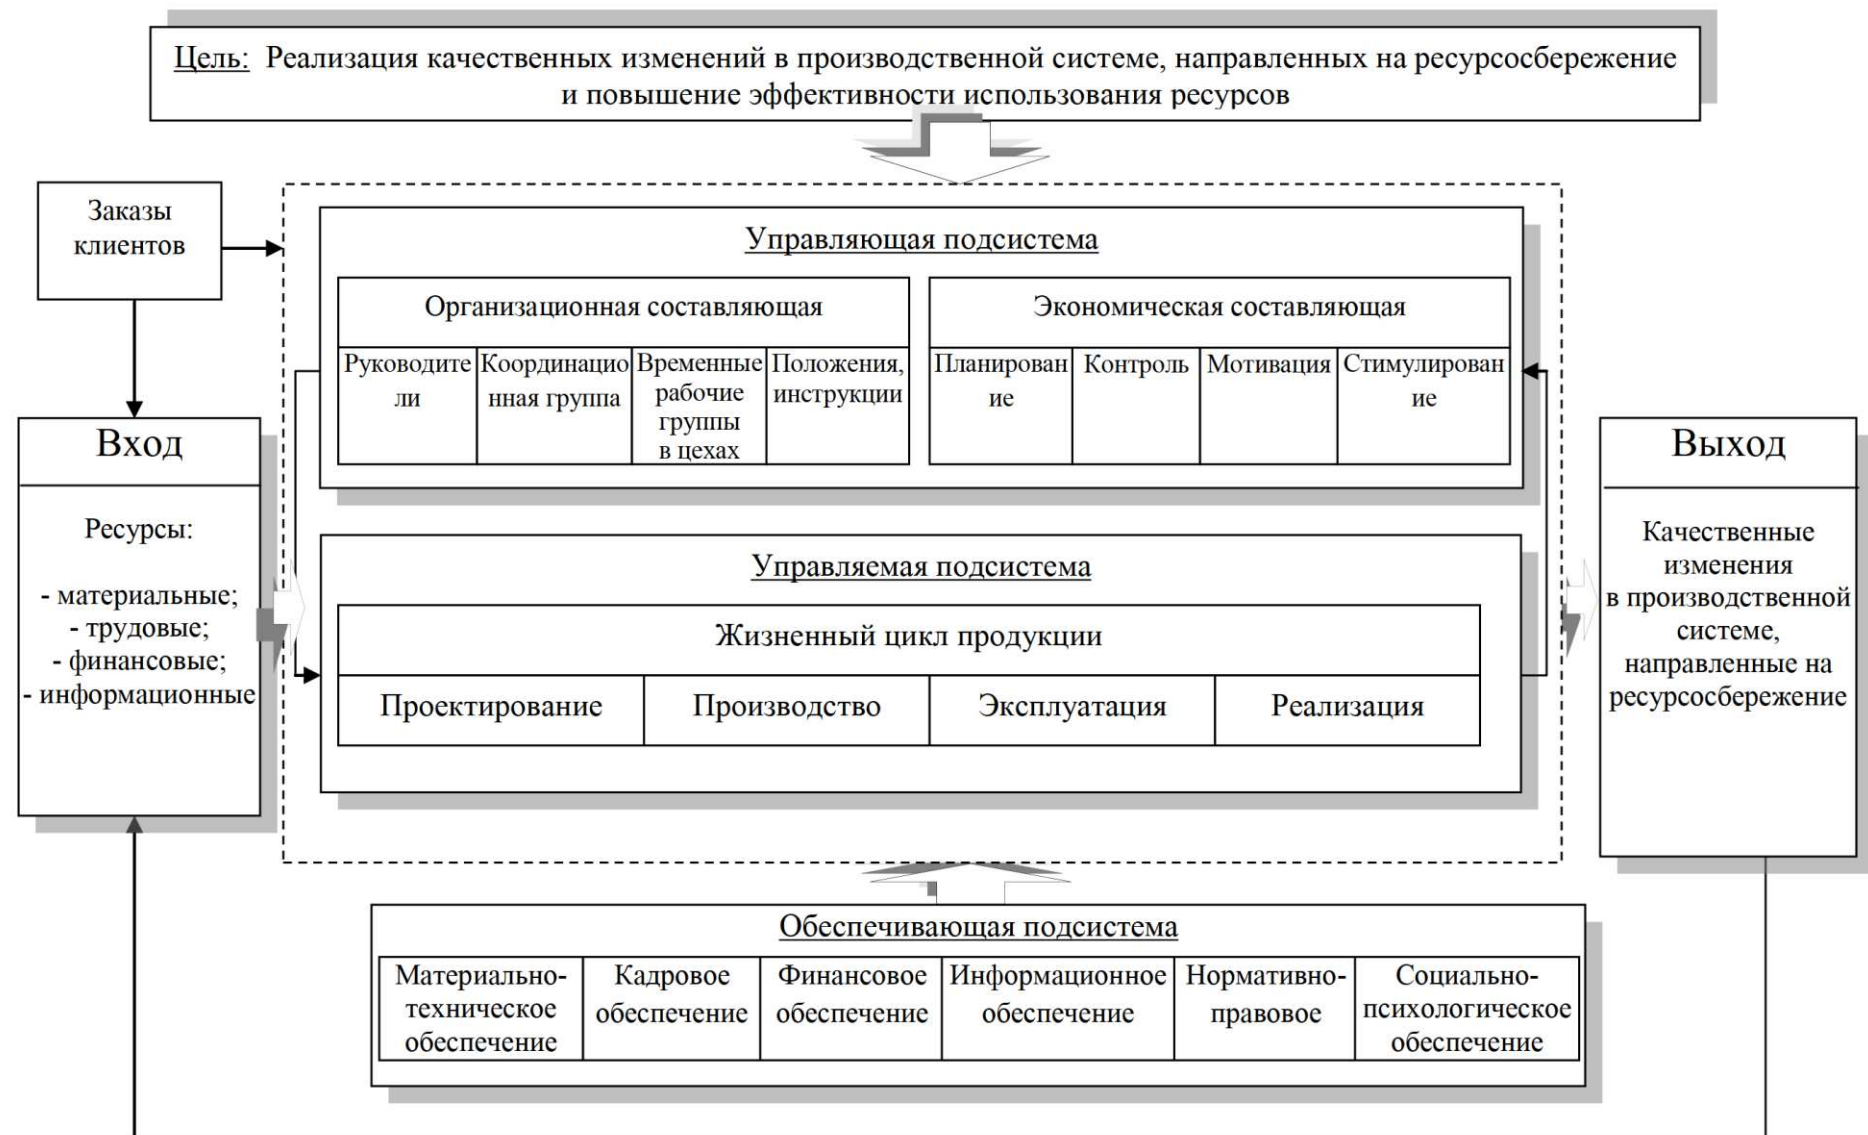 Цель: Реализация качественных изменений в производственной системе, направленных на ресурсосбережение
и повышение эффективности использования ресурсов
Заказы
клиентов
Управляющая подсистема
Организационная составляющая
Руководите
ли
Координацио
нная группа
Временные
рабочие
группы
в цехах
Положения,
инструкции
Экономическая составляющая
Планирован
ие
Контроль
Мотивация
Стимулирован
ие
Вход
Ресурсы:
- материальные;
- трудовые;
- финансовые;
- информационные
Управляемая подсистема
Жизненный цикл продукции
Проектирование
Производство
Эксплуатация
Реализация
Выход
Качественные
изменения
в производственной
системе,
направленные на
ресурсосбережение
Обеспечивающая подсистема
Материально-
техническое
обеспечение
Кадровое
обеспечение
Финансовое
обеспечение
Информационное
обеспечение
Нормативно-
правовое
Социально-
психологическое
обеспечение